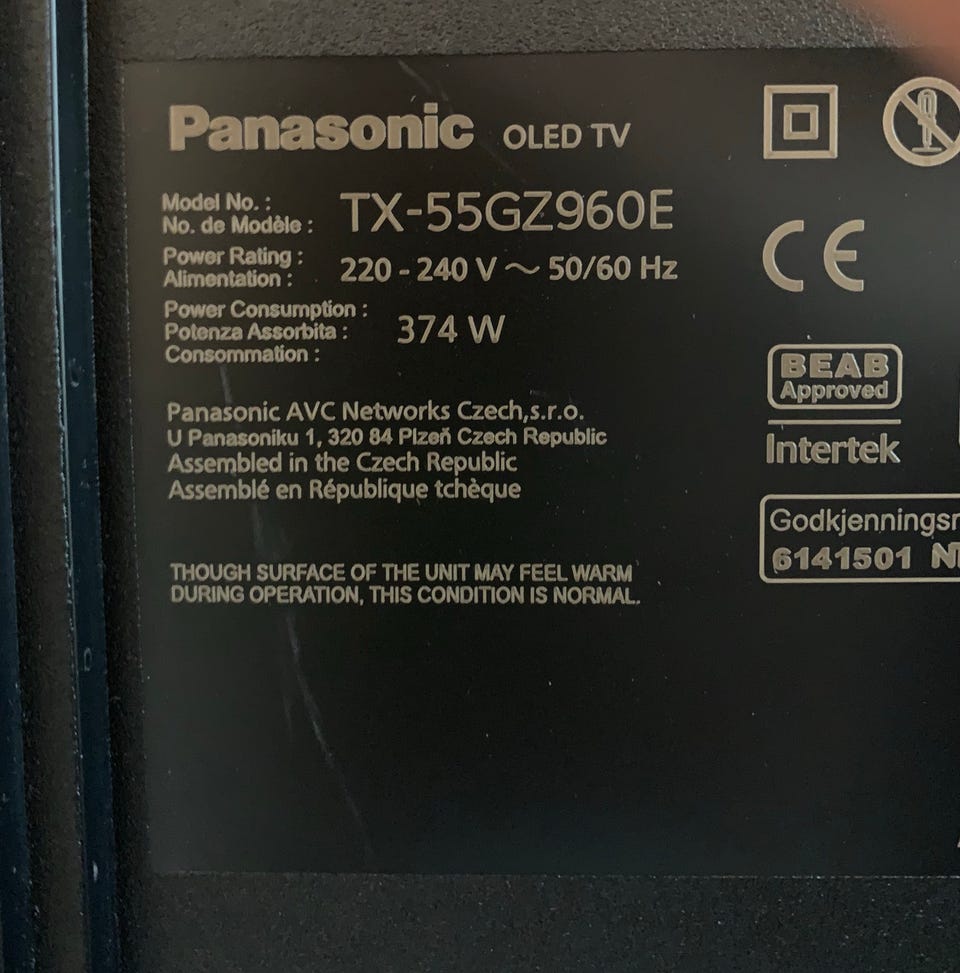 Panasonic OLED TV
Model No. : TX-55GZ960E
No. de Modèle :
Power Rating : 220 - 240 V ~ 50/60 Hz
Alimentation :
Power Consumption :
Potenza Assorbita : 374 W
Consommation :
Panasonic AVC Networks Czech,s.r.o.
U Panasoniku 1, 320 84 Plzeň Czech Republic
Assembled in the Czech Republic
Assemblé en République tchèque
THOUGH SURFACE OF THE UNIT MAY FEEL WARM
DURING OPERATION, THIS CONDITION IS NORMAL.
CE
BEAB
Approved
Intertek
6141501